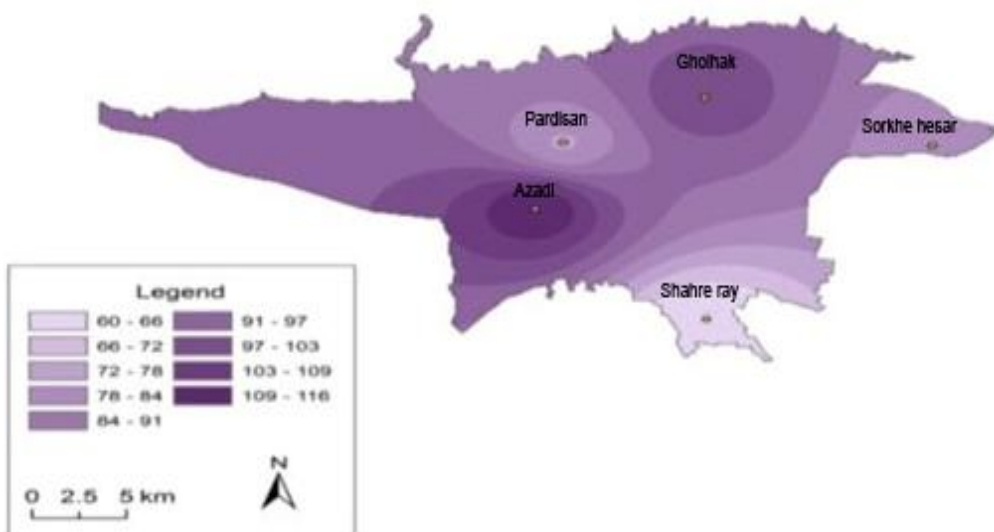 Gholhak
Pardisan
Sorkhe hesar
Azadi
Shahre ray
Legend
60 - 66
66 - 72
72 - 78
78 - 84
84 - 91
91 - 97
97 - 103
103 - 109
109 - 116
N
0 2.5 5 km